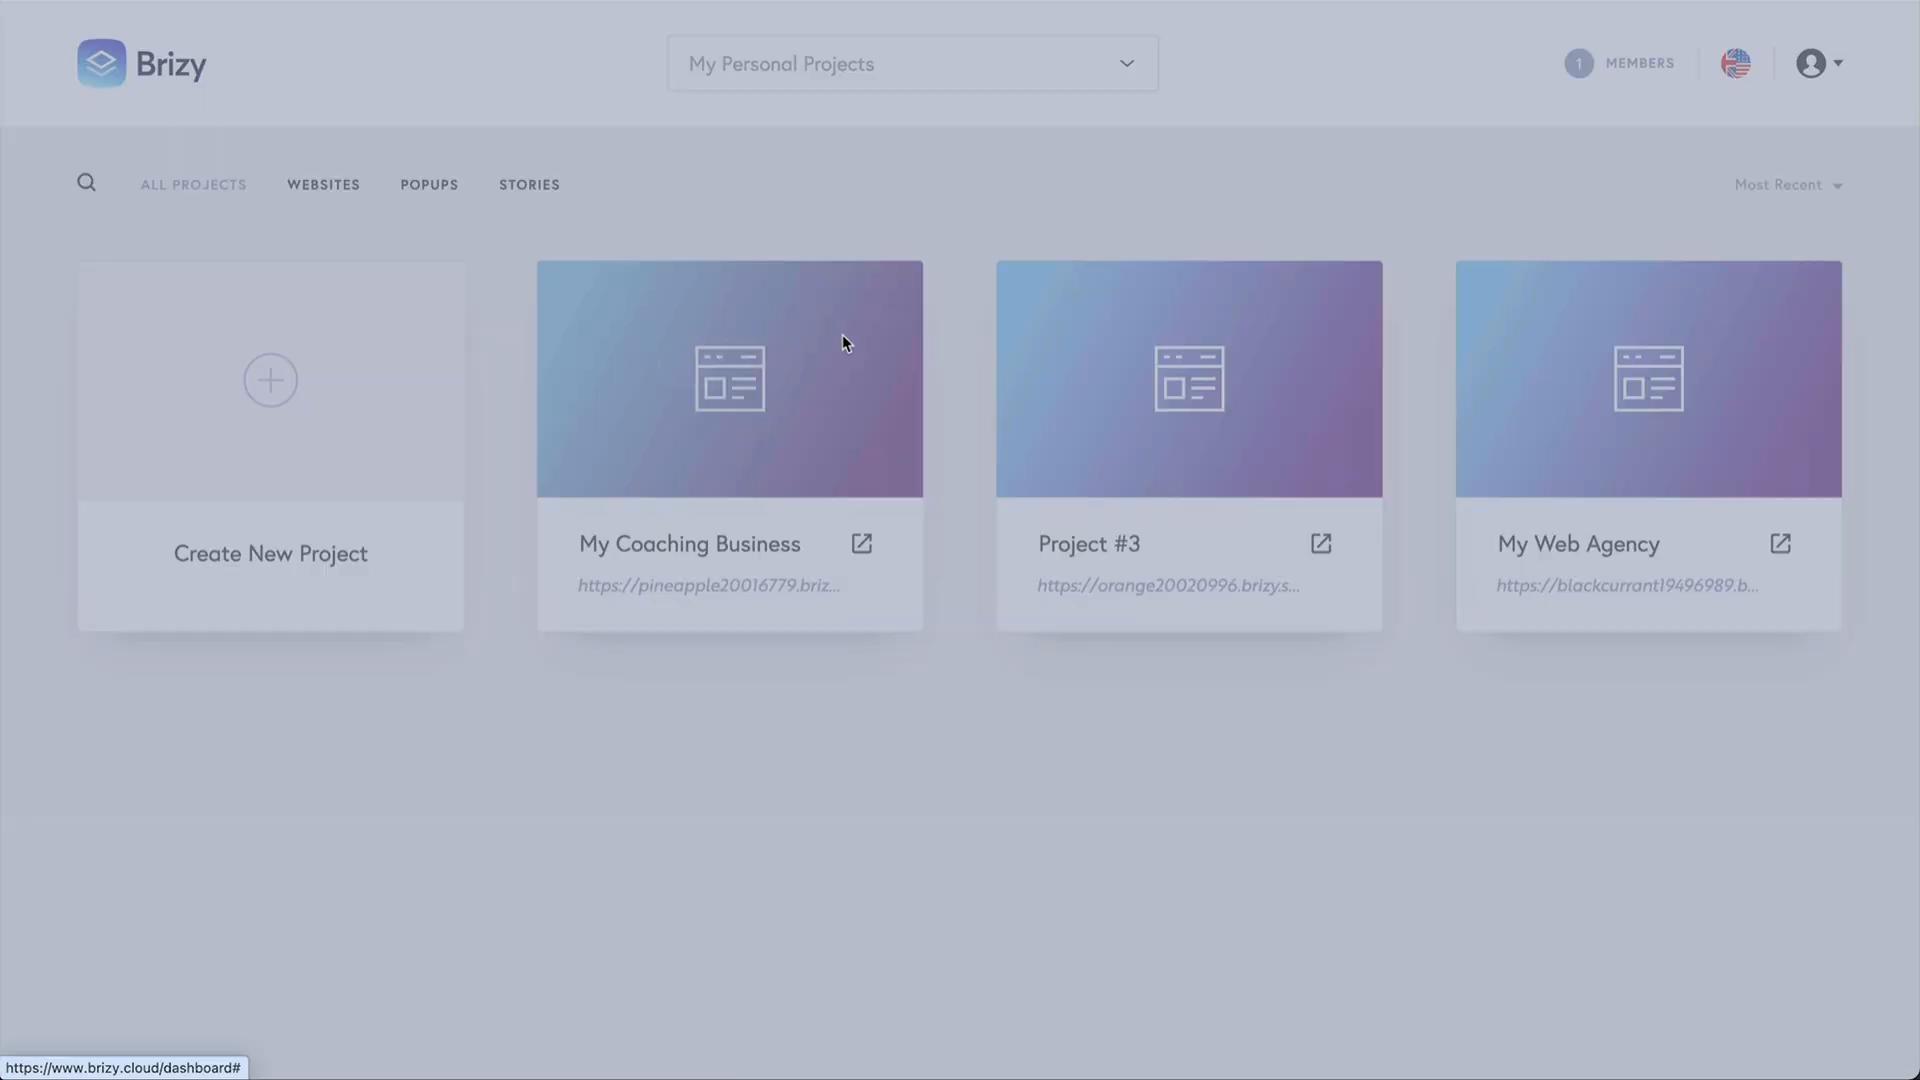 Brizy
My Personal Projects
1 MEMBERS
ALL PROJECTS
WEBSITES
POPUPS
STORIES
Most Recent
Create New Project
My Coaching Business
https://pineapple20016779.briz...
Project #3
https://orange20020996.brizy.s...
My Web Agency
https://blackcurrant19496989.b...
https://www.brizy.cloud/dashboard#